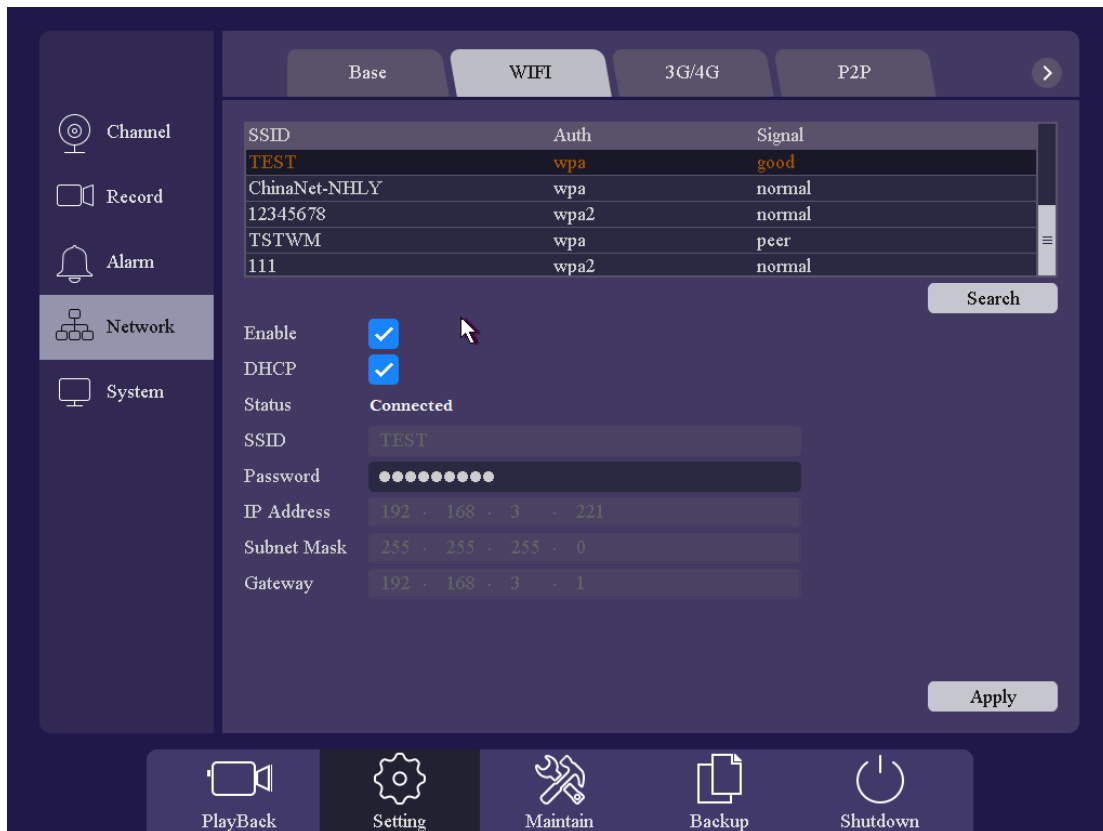 Base WIFI 3G/4G P2P
Channel
Record
Alarm
Network
System
SSID Auth Signal
TEST wpa good
ChinaNet-NHLY wpa normal
12345678 wpa2 normal
TSTWM wpa peer
111 wpa2 normal
Search
Enable
DHCP
Status Connected
SSID TEST
Password ●●●●●●●●●
IP Address 192 . 168 . 3 . 221
Subnet Mask 255 . 255 . 255 . 0
Gateway 192 . 168 . 3 . 1
Apply
PlayBack Setting Maintain Backup Shutdown